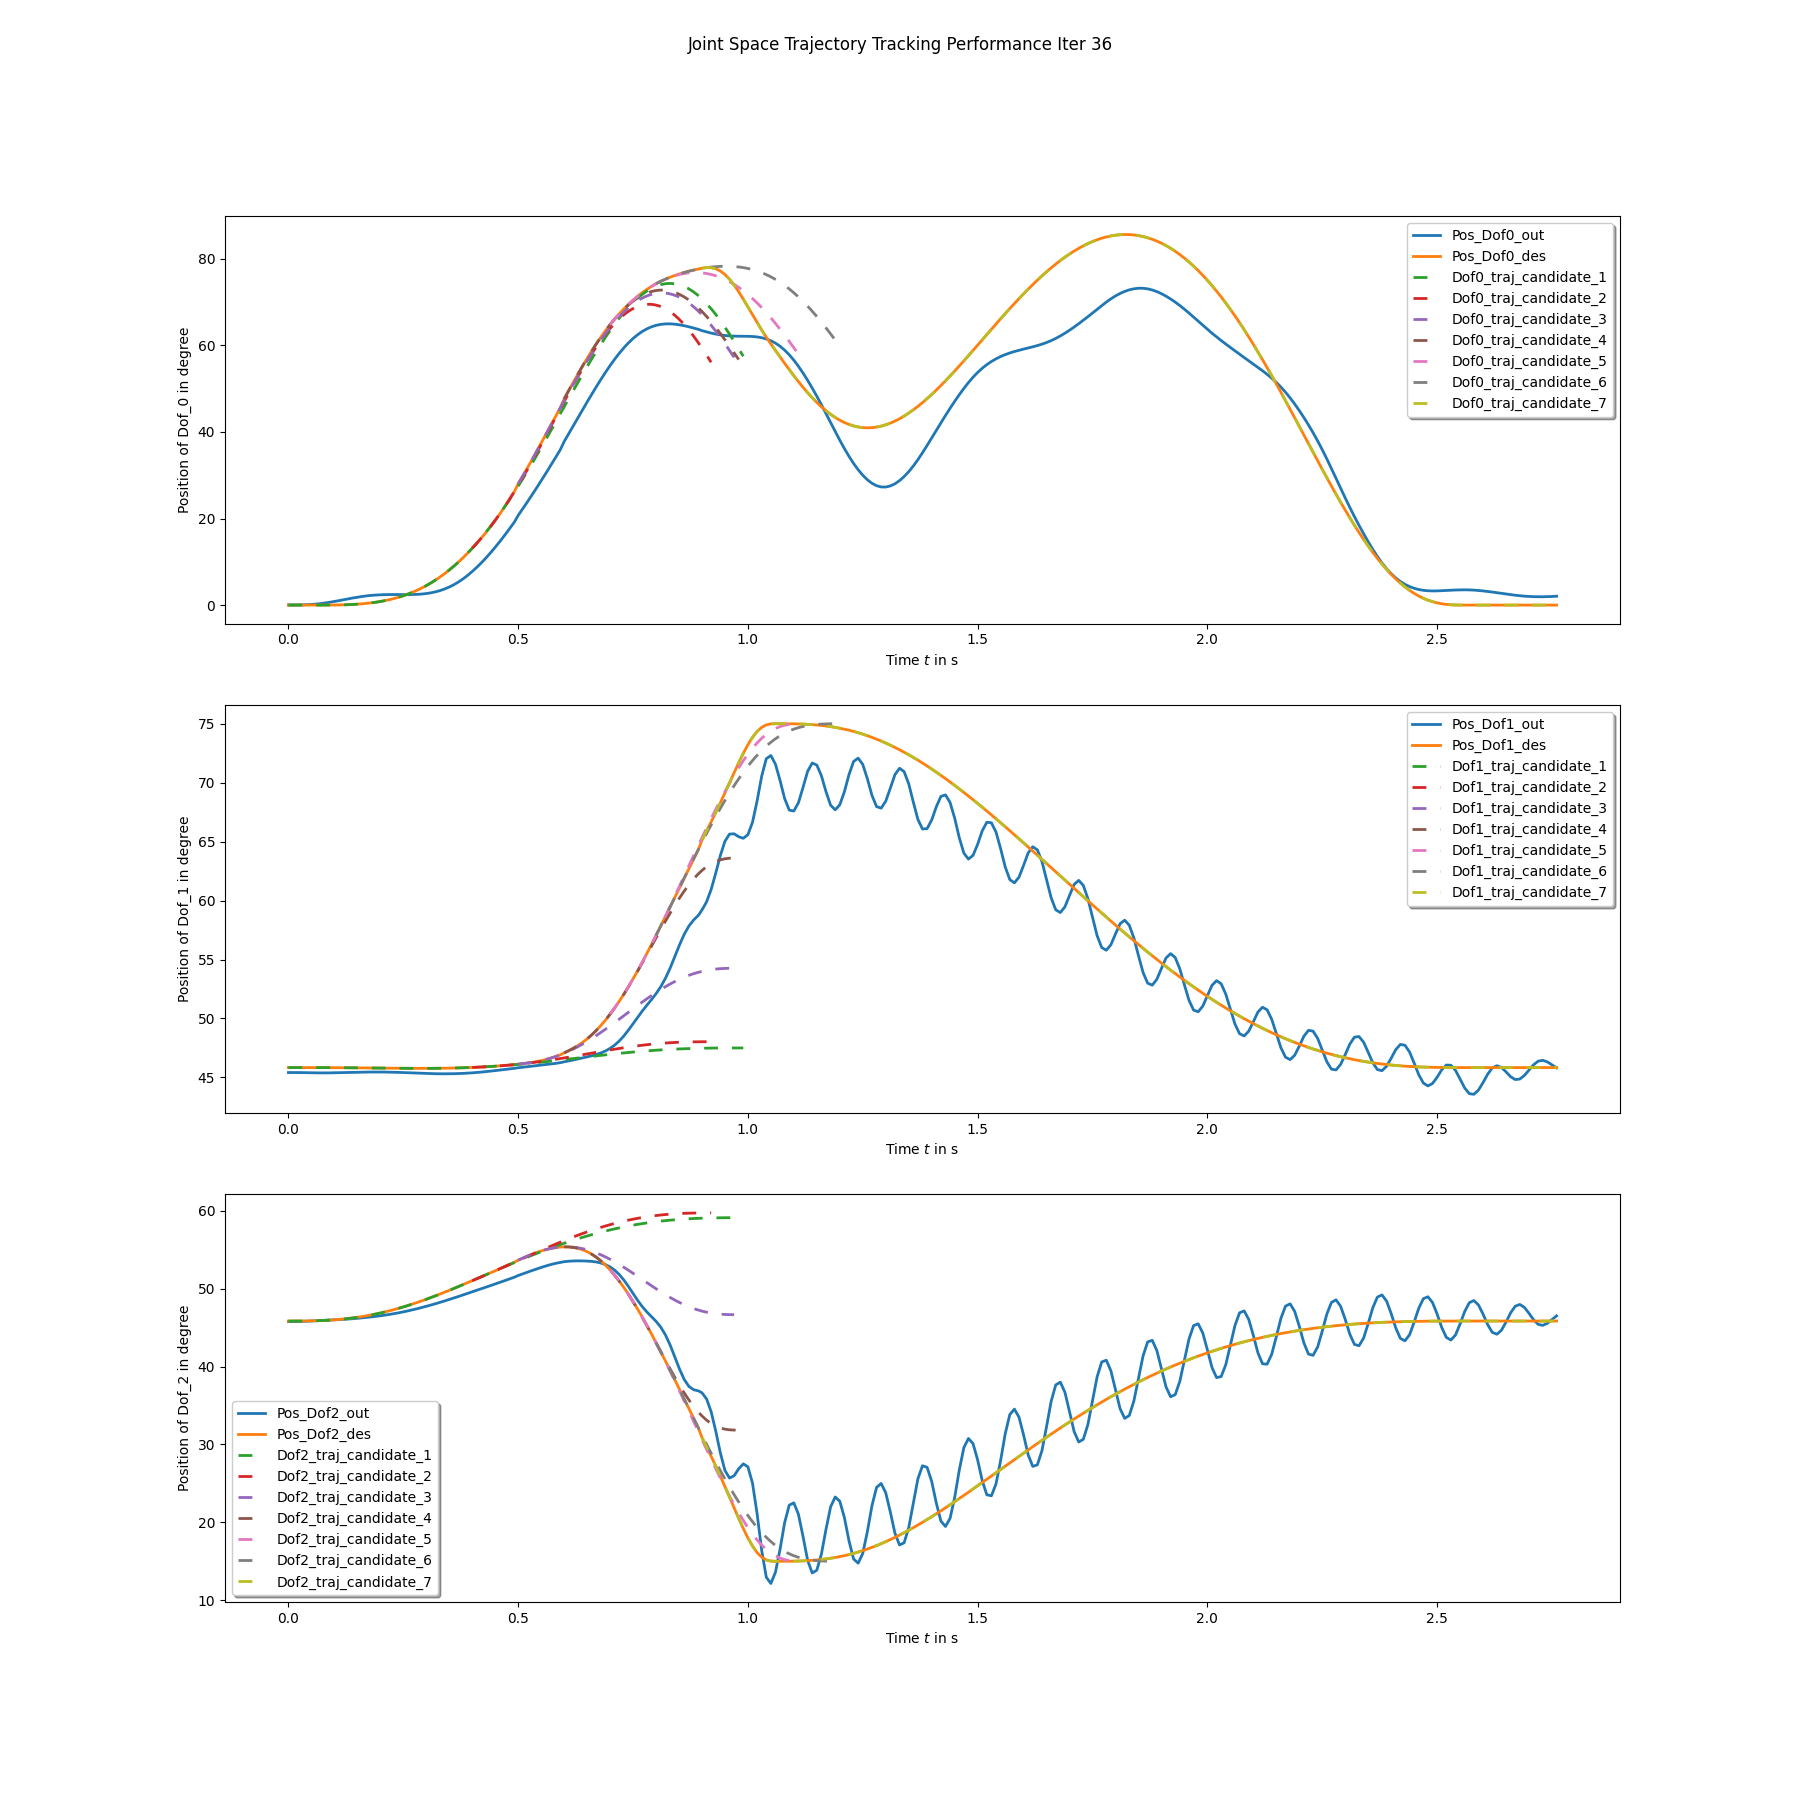 Joint Space Trajectory Tracking Performance Iter 36
Position of Dof_0 in degree
80
60
40
20
0
Pos_Dof0_out
Pos_Dof0_des
Dof0_traj_candidate_1
Dof0_traj_candidate_2
Dof0_traj_candidate_3
Dof0_traj_candidate_4
Dof0_traj_candidate_5
Dof0_traj_candidate_6
Dof0_traj_candidate_7
0.0 0.5 1.0 1.5 2.0 2.5
Time t in s
Position of Dof_1 in degree
75
70
65
60
55
50
45
Pos_Dof1_out
Pos_Dof1_des
Dof1_traj_candidate_1
Dof1_traj_candidate_2
Dof1_traj_candidate_3
Dof1_traj_candidate_4
Dof1_traj_candidate_5
Dof1_traj_candidate_6
Dof1_traj_candidate_7
0.0 0.5 1.0 1.5 2.0 2.5
Time t in s
Position of Dof_2 in degree
60
50
40
30
20
10
Pos_Dof2_out
Pos_Dof2_des
Dof2_traj_candidate_1
Dof2_traj_candidate_2
Dof2_traj_candidate_3
Dof2_traj_candidate_4
Dof2_traj_candidate_5
Dof2_traj_candidate_6
Dof2_traj_candidate_7
0.0 0.5 1.0 1.5 2.0 2.5
Time t in s